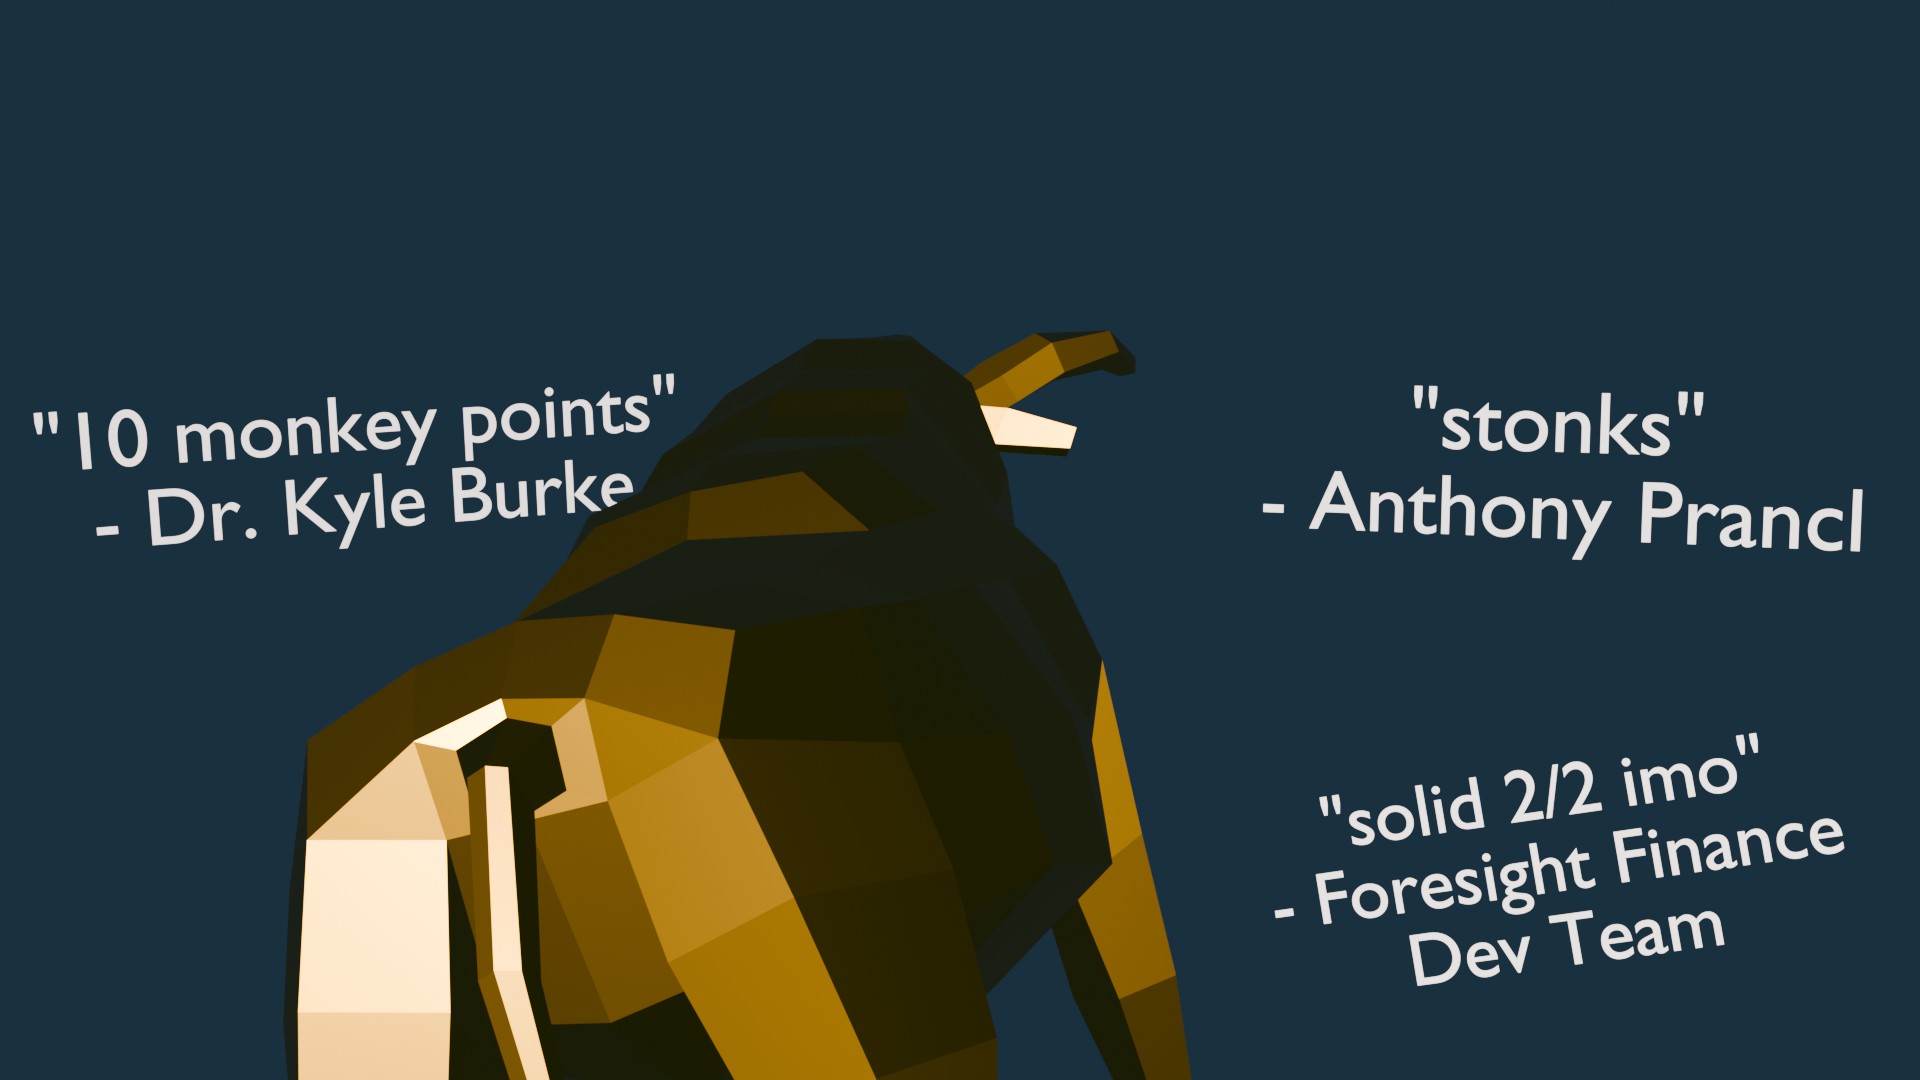 "10 monkey points"
- Dr. Kyle Burke
"stonks"
- Anthony Prancl
"solid 2/2 imo"
- Foresight Finance
Dev Team